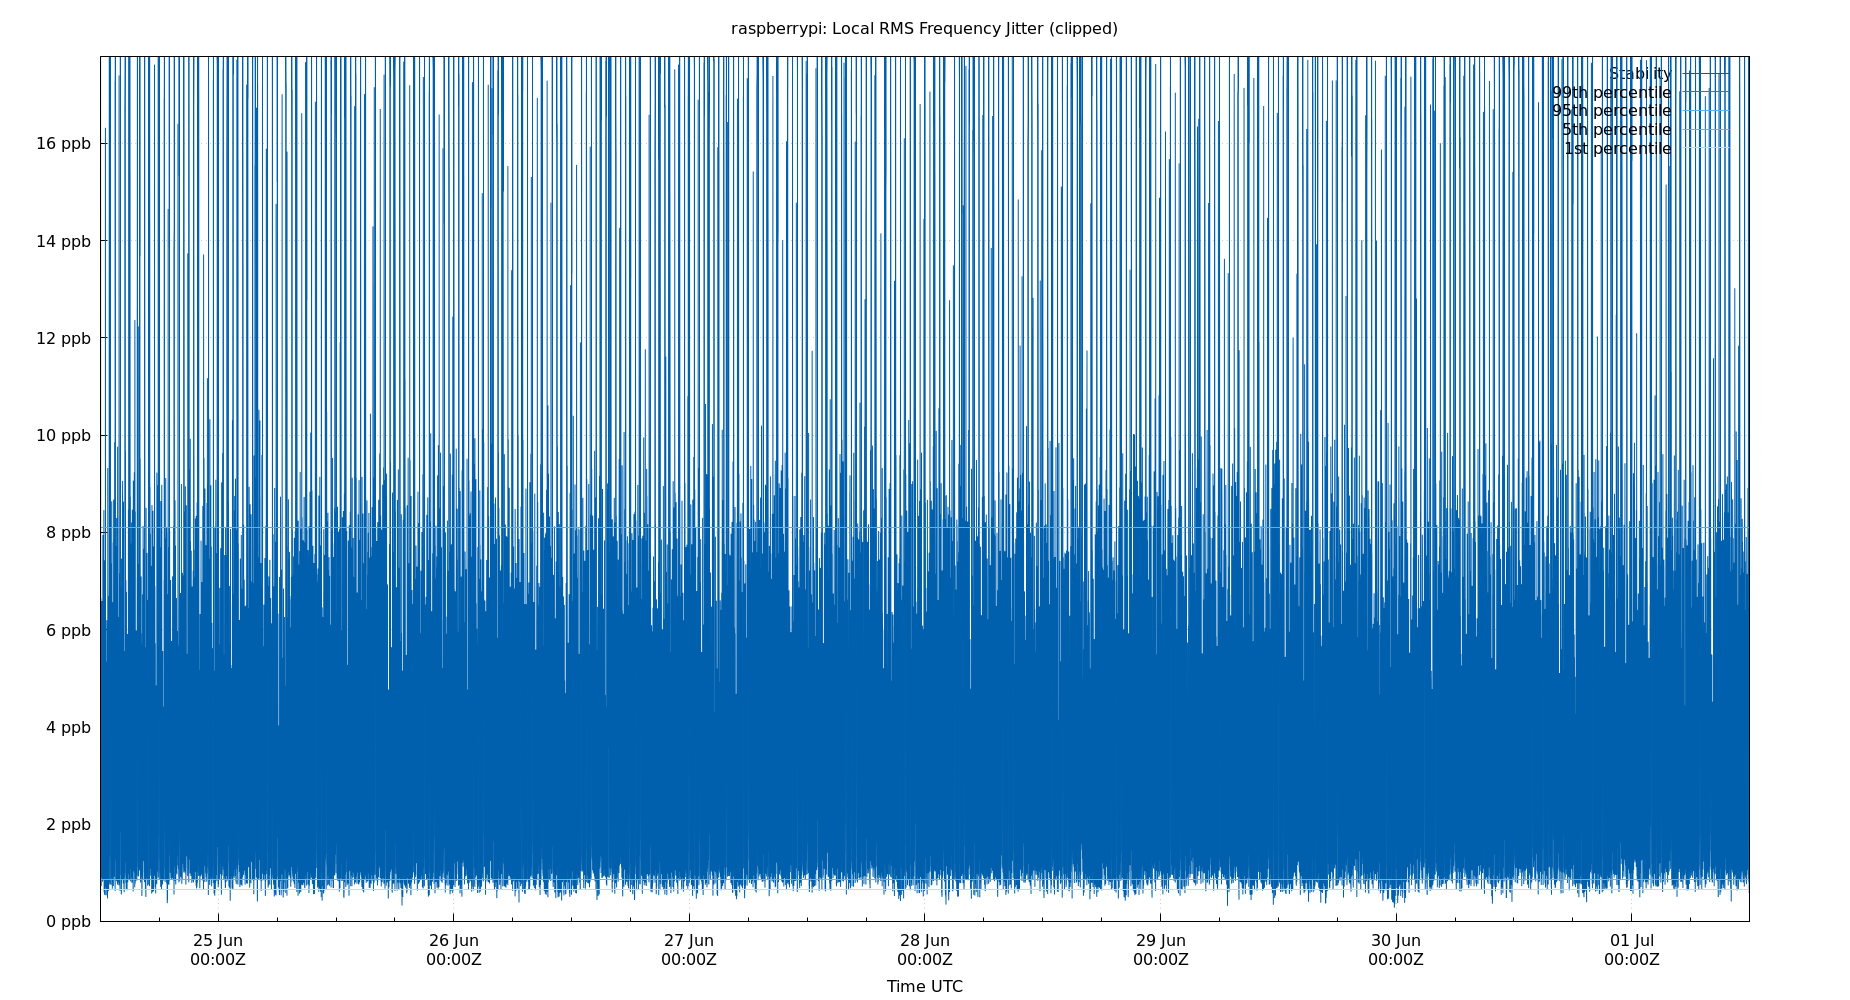 raspberrypi: Local RMS Frequency Jitter (clipped)
Stability
99th percentile
95th percentile
5th percentile
1st percentile
16 ppb
14 ppb
12 ppb
10 ppb
8 ppb
6 ppb
4 ppb
2 ppb
0 ppb
25 Jun
00:00Z
26 Jun
00:00Z
27 Jun
00:00Z
28 Jun
00:00Z
29 Jun
00:00Z
30 Jun
00:00Z
01 Jul
00:00Z
Time UTC